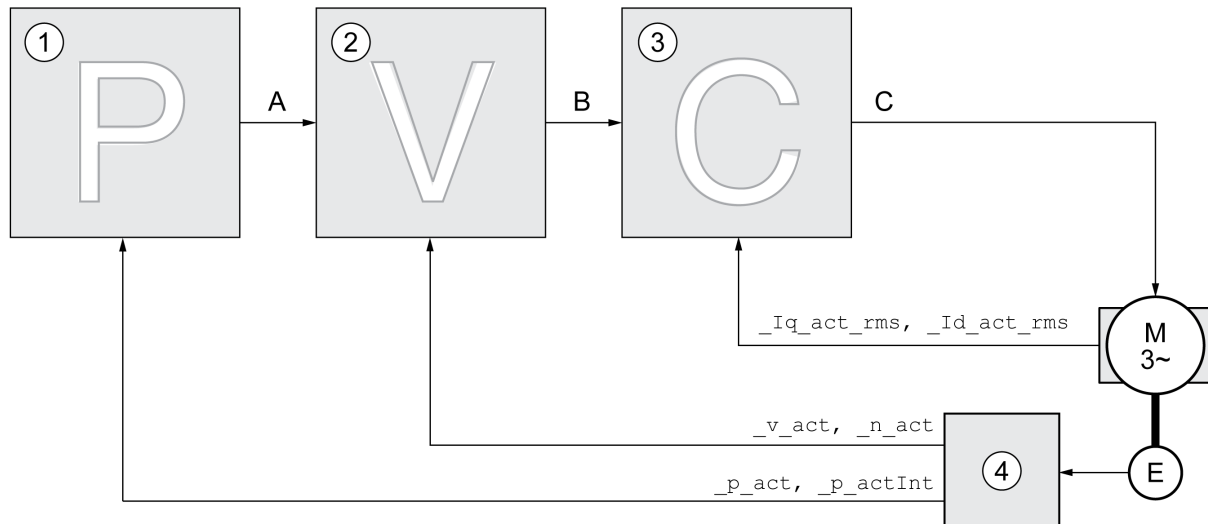 1
P
A
2
V
B
3
C
C
_Iq_act_rms, _Id_act_rms
M
3~
_v_act, _n_act
_p_act, _p_actInt
4
E